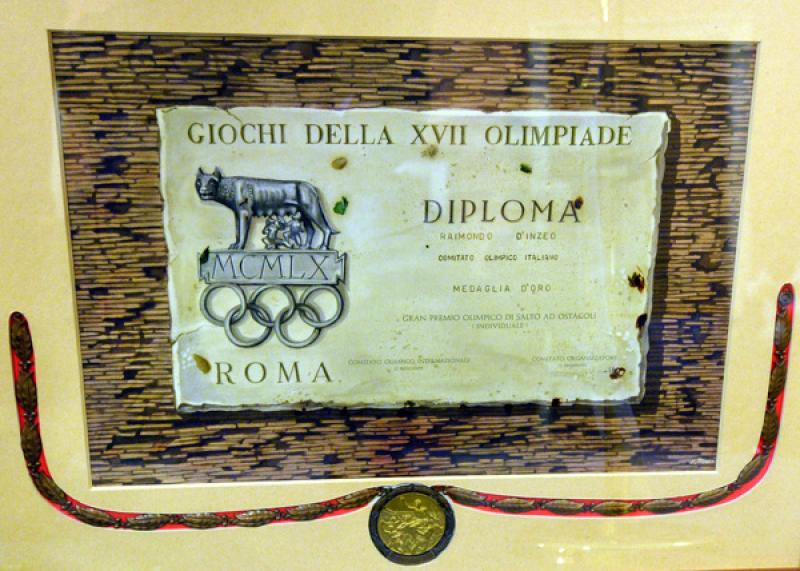 GIOCHI DELLA XVII OLIMPIADE
DIPLOMA
RAIMONDO D'INZEO
COMITATO OLIMPICO ITALIANO
MCMLX
MEDAGLIA D'ORO
GRAN PREMIO OLIMPICO DI SALTO AD OSTACOLI
(INDIVIDUALE)
COMITATO OLIMPICO INTERNAZIONALE
COMITATO ORGANIZZATORE
ROMA